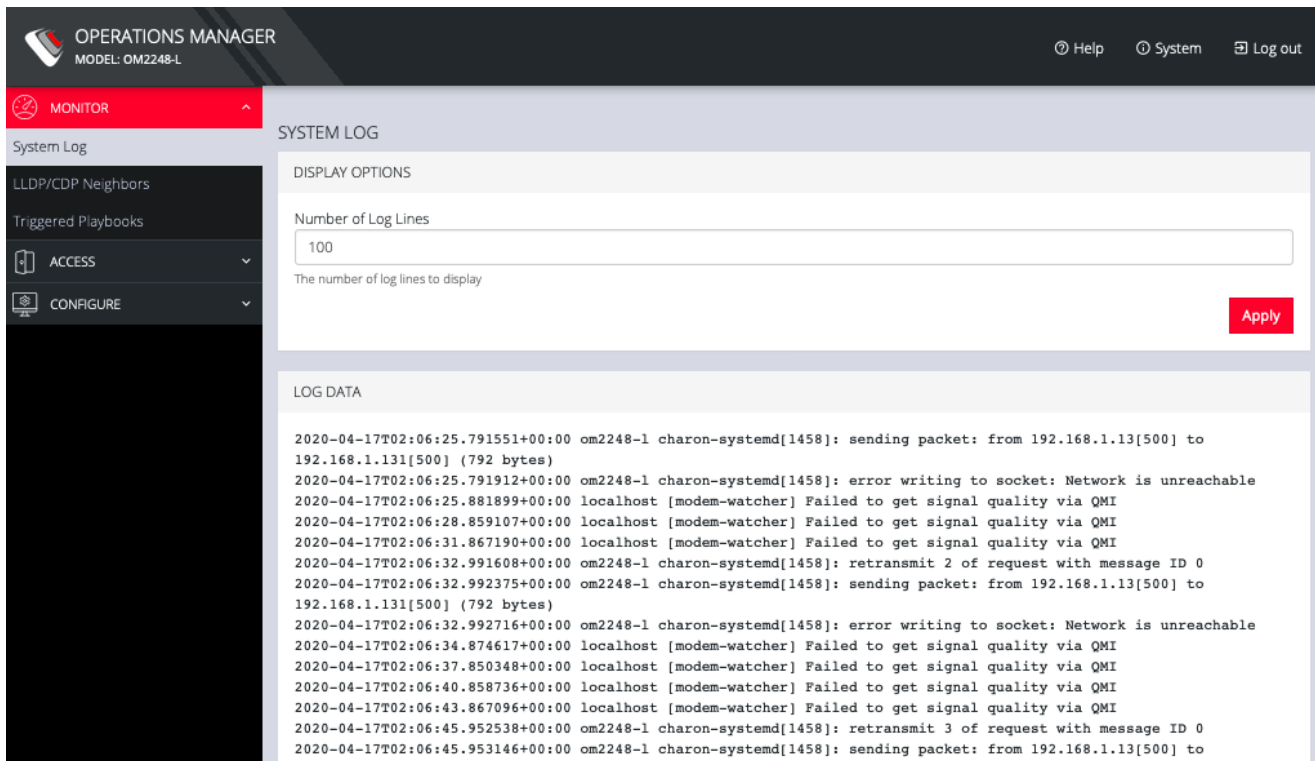 OPERATIONS MANAGER
MODEL: OM2248-L
Help
System
Log out
MONITOR
System Log
LLDP/CDP Neighbors
Triggered Playbooks
ACCESS
CONFIGURE
SYSTEM LOG
DISPLAY OPTIONS
Number of Log Lines
100
The number of log lines to display
Apply
LOG DATA
2020-04-17T02:06:25.791551+00:00 om2248-l charon-systemd[1458]: sending packet: from 192.168.1.13[500] to
192.168.1.131[500] (792 bytes)
2020-04-17T02:06:25.791912+00:00 om2248-l charon-systemd[1458]: error writing to socket: Network is unreachable
2020-04-17T02:06:25.881899+00:00 localhost [modem-watcher] Failed to get signal quality via QMI
2020-04-17T02:06:28.859107+00:00 localhost [modem-watcher] Failed to get signal quality via QMI
2020-04-17T02:06:31.867190+00:00 localhost [modem-watcher] Failed to get signal quality via QMI
2020-04-17T02:06:32.991608+00:00 om2248-l charon-systemd[1458]: retransmit 2 of request with message ID 0
2020-04-17T02:06:32.992375+00:00 om2248-l charon-systemd[1458]: sending packet: from 192.168.1.13[500] to
192.168.1.131[500] (792 bytes)
2020-04-17T02:06:32.992716+00:00 om2248-l charon-systemd[1458]: error writing to socket: Network is unreachable
2020-04-17T02:06:34.874617+00:00 localhost [modem-watcher] Failed to get signal quality via QMI
2020-04-17T02:06:37.850348+00:00 localhost [modem-watcher] Failed to get signal quality via QMI
2020-04-17T02:06:40.858736+00:00 localhost [modem-watcher] Failed to get signal quality via QMI
2020-04-17T02:06:43.867096+00:00 localhost [modem-watcher] Failed to get signal quality via QMI
2020-04-17T02:06:45.952538+00:00 om2248-l charon-systemd[1458]: retransmit 3 of request with message ID 0
2020-04-17T02:06:45.953146+00:00 om2248-l charon-systemd[1458]: sending packet: from 192.168.1.13[500] to